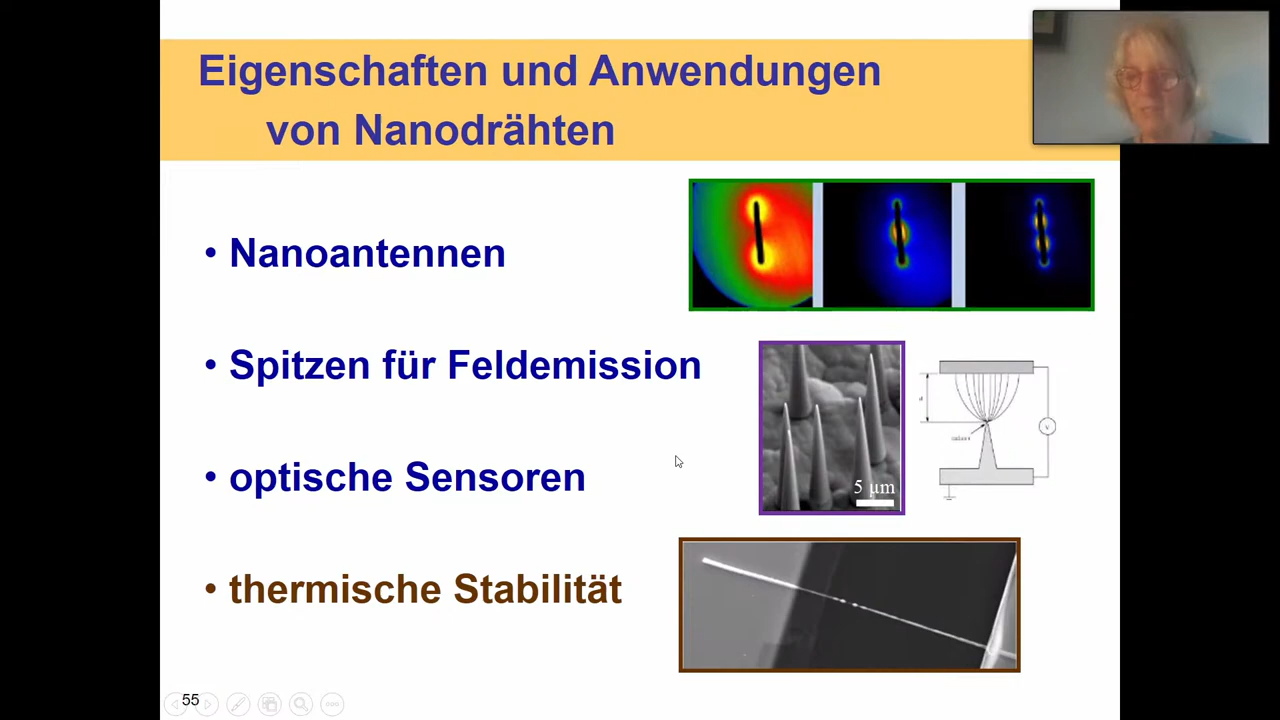 Eigenschaften und Anwendungen
von Nanodrähten
• Nanoantennen
• Spitzen für Feldemission
V
5 µm
• optische Sensoren
• thermische Stabilität
55